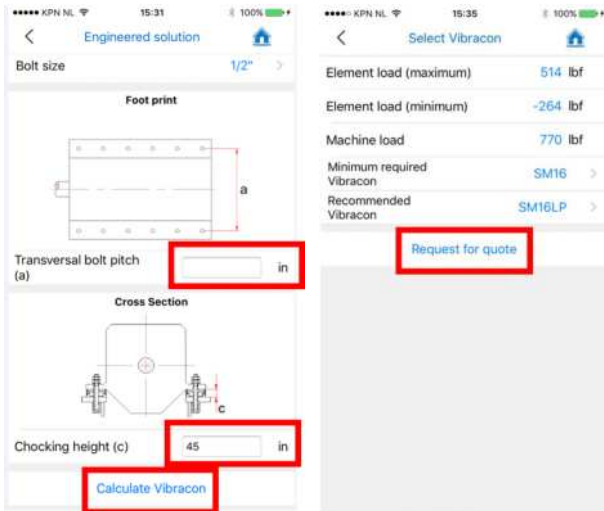 KPN NL 15:31 100%
Engineered solution
Bolt size 1/2"
Foot print
a
Transversal bolt pitch
(a) in
Cross Section
C
Chocking height (c) 45 in
Calculate Vibracon
KPN NL 15:35 100%
Select Vibracon
Element load (maximum) 514 lbf
Element load (minimum) -264 lbf
Machine load 770 lbf
Minimum required
Vibracon SM16
Recommended
Vibracon SM16LP
Request for quote